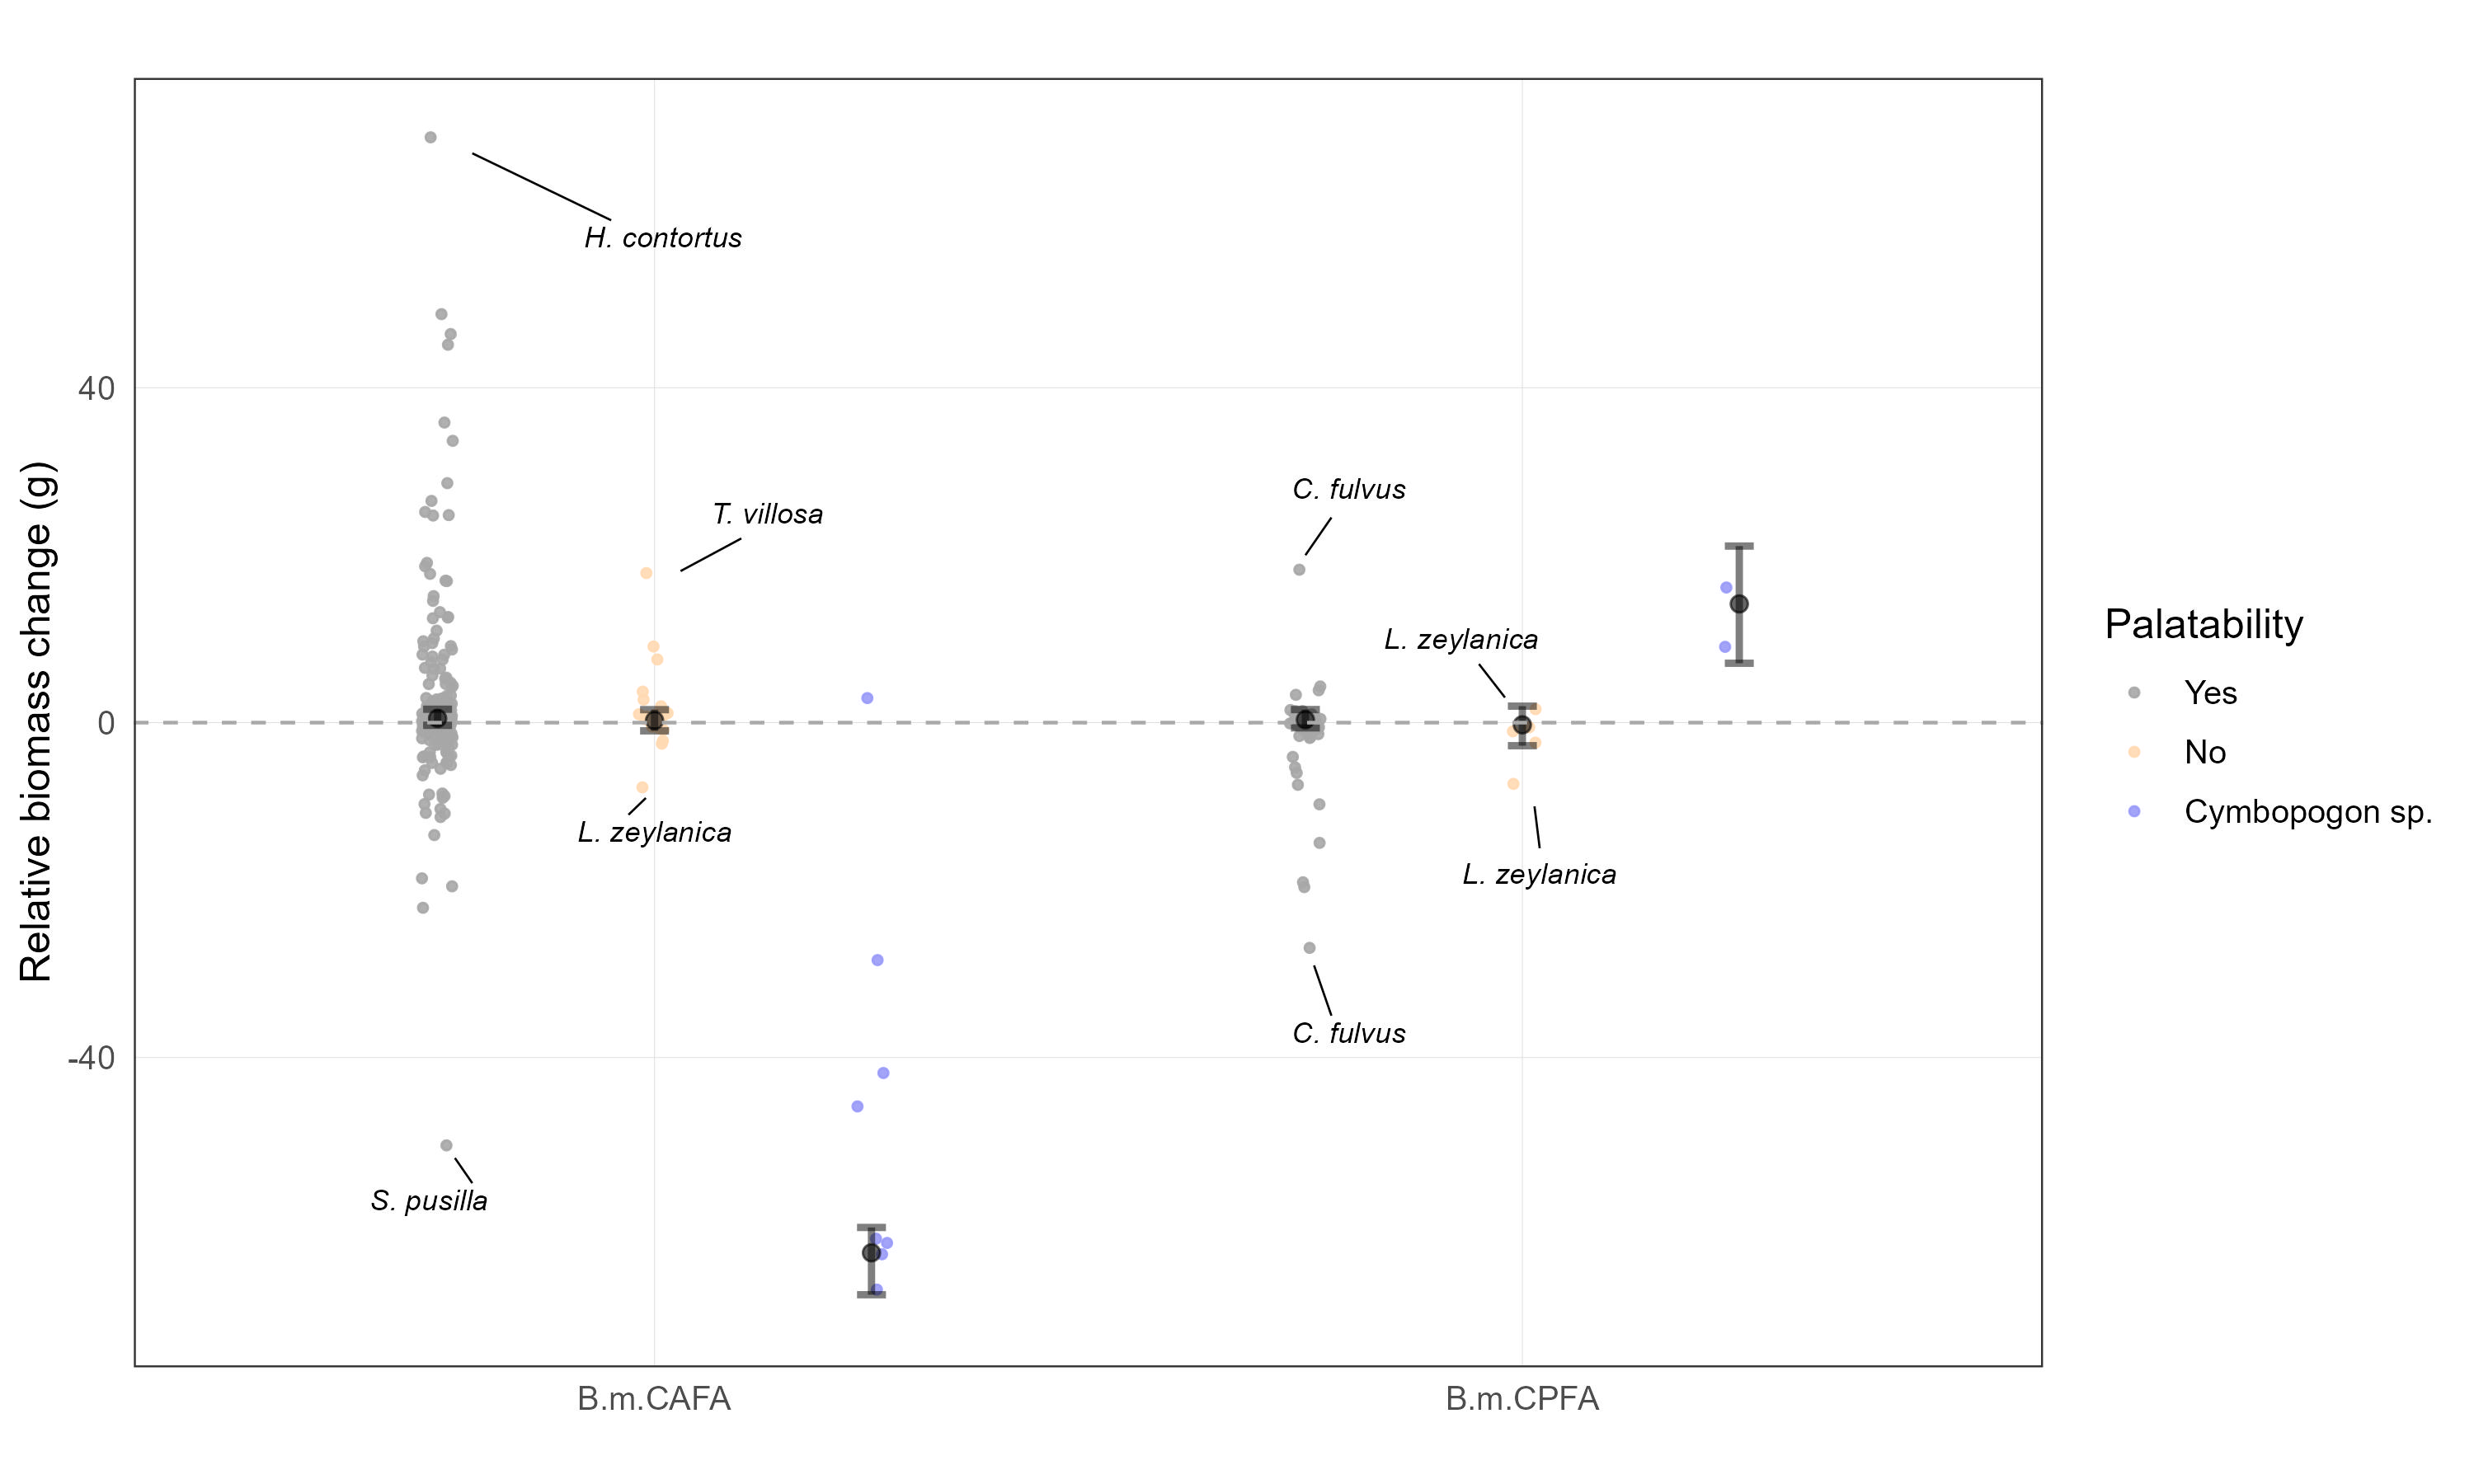 H. contortus
40
C. fulvus
T. villosa
L. zeylanica
Palatability
Yes
0
No
Cymbopogon sp.
L. zeylanica
L. zeylanica
Relative biomass change (g)
C. fulvus
-40
S. pusilla
B.m.CAFA
B.m.CPFA